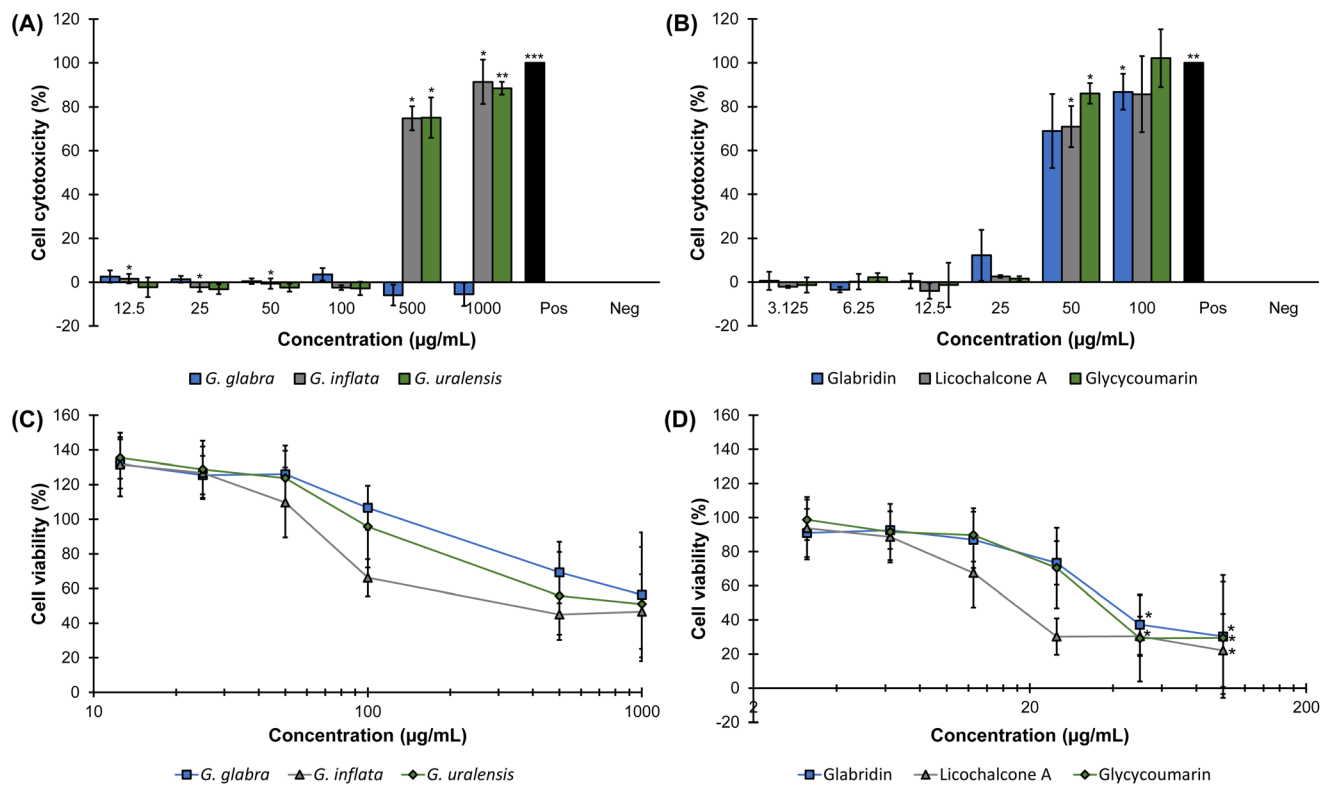 (A)
120
100
80
60
40
20
0
-20
Cell cytotoxicity (%)
* * * * * * ** ***
12.5 25 50 100 500 1000 Pos Neg
Concentration (µg/mL)
G. glabra G. inflata G. uralensis
(B)
120
100
80
60
40
20
0
-20
Cell cytotoxicity (%)
* * * **
3.125 6.25 12.5 25 50 100 Pos Neg
Concentration (µg/mL)
Glabridin Licochalcone A Glycycoumarin
(C)
160
140
120
100
80
60
40
20
0
Cell viability (%)
10 100 1000
Concentration (µg/mL)
G. glabra G. inflata G. uralensis
(D)
160
140
120
100
80
60
40
20
0
-20
Cell viability (%)
*
*
*
*
*
2 20 200
Concentration (µg/mL)
Glabridin Licochalcone A Glycycoumarin